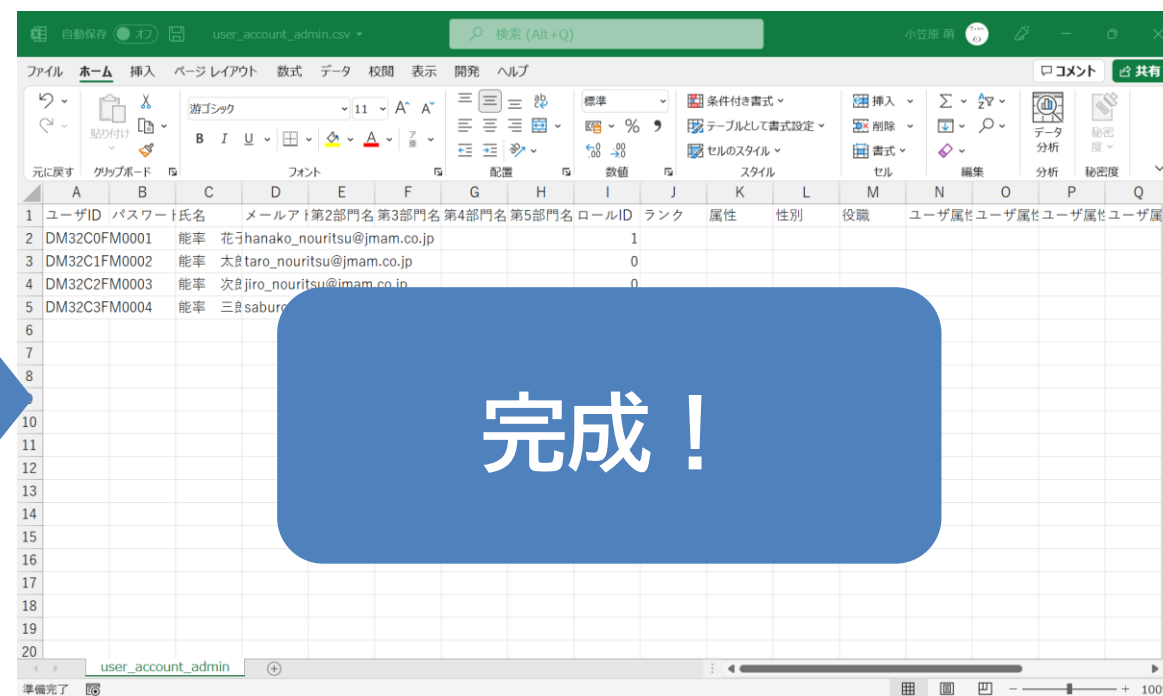 自動保存 オフ user_account_admin.csv 検索 (Alt+Q) 小笠原 萌
ファイル ホーム 挿入 ページ レイアウト 数式 データ 校閲 表示 開発 ヘルプ コメント 共有
貼り付け 游ゴシック 11 A^ A˅ 標準 条件付き書式 挿入 Σ
B I U A % 9 テーブルとして書式設定 削除 データ分析 秘密度
セルのスタイル 書式
元に戻す クリップボード フォント 配置 数値 スタイル セル 編集 分析 秘密度
A B C D E F G H I J K L M N O P Q
1 ユーザID パスワー 氏名 メールア 第2部門名 第3部門名 第4部門名 第5部門名 ロールID ランク 属性 性別 役職 ユーザ属 ユーザ属 ユーザ属 ユーザ属
2 DM32C0FM0001 能率 花子 hanako_nouritsu@jmam.co.jp 1
3 DM32C1FM0002 能率 太 taro_nouritsu@jmam.co.jp 0
4 DM32C2FM0003 能率 次 jiro_nouritsu@jmam.co.jp 0
5 DM32C3FM0004 能率 三 saburo
6
7
8
完成！
10
11
12
13
14
15
16
17
18
19
20
user_account_admin
準備完了 100